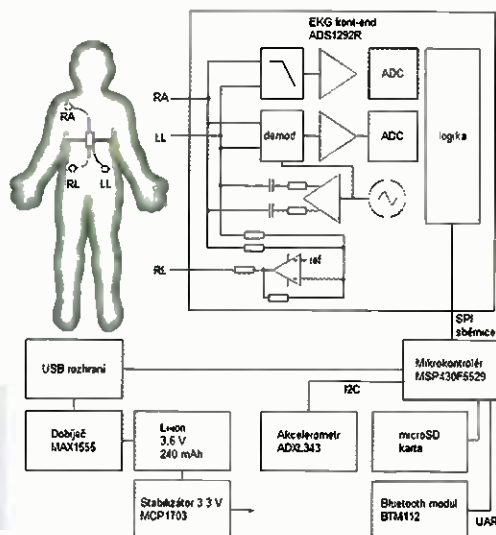 EKG front-end
ADS1292R
RA
LL
RL
ADC
demod
ADC
logika
ref
RA
RL LL
SPI
sběrnice
USB rozhraní
Mikrokontrolér
MSP430F5529
I2C
Dobíječ
MAX1555
Li-ion
3,6 V
240 mAh
Akcelerometr
ADXL343
microSD
karta
Stabilizátor 3.3 V
MCP1703
Bluetooth modul
BTM112
UAR